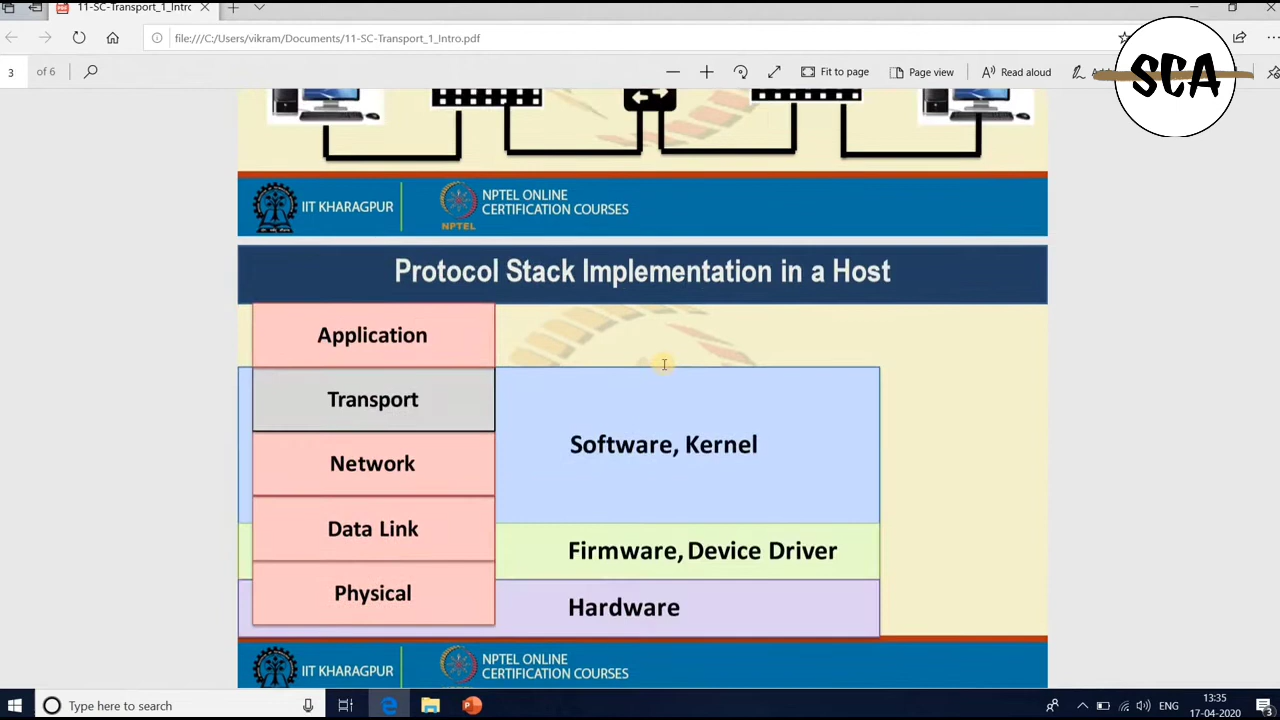 11-SC-Transport_1_Intro
file:///C:/Users/vikram/Documents/11-SC-Transport_1_Intro.pdf
3 of 6
Fit to page
Page view
Read aloud
SCA
IIT KHARAGPUR
NPTEL
NPTEL ONLINE
CERTIFICATION COURSES
Protocol Stack Implementation in a Host
Application
Transport
Network
Data Link
Physical
Software, Kernel
Firmware, Device Driver
Hardware
IIT KHARAGPUR
NPTEL ONLINE
CERTIFICATION COURSES
Type here to search
ENG
13:35
17-04-2020